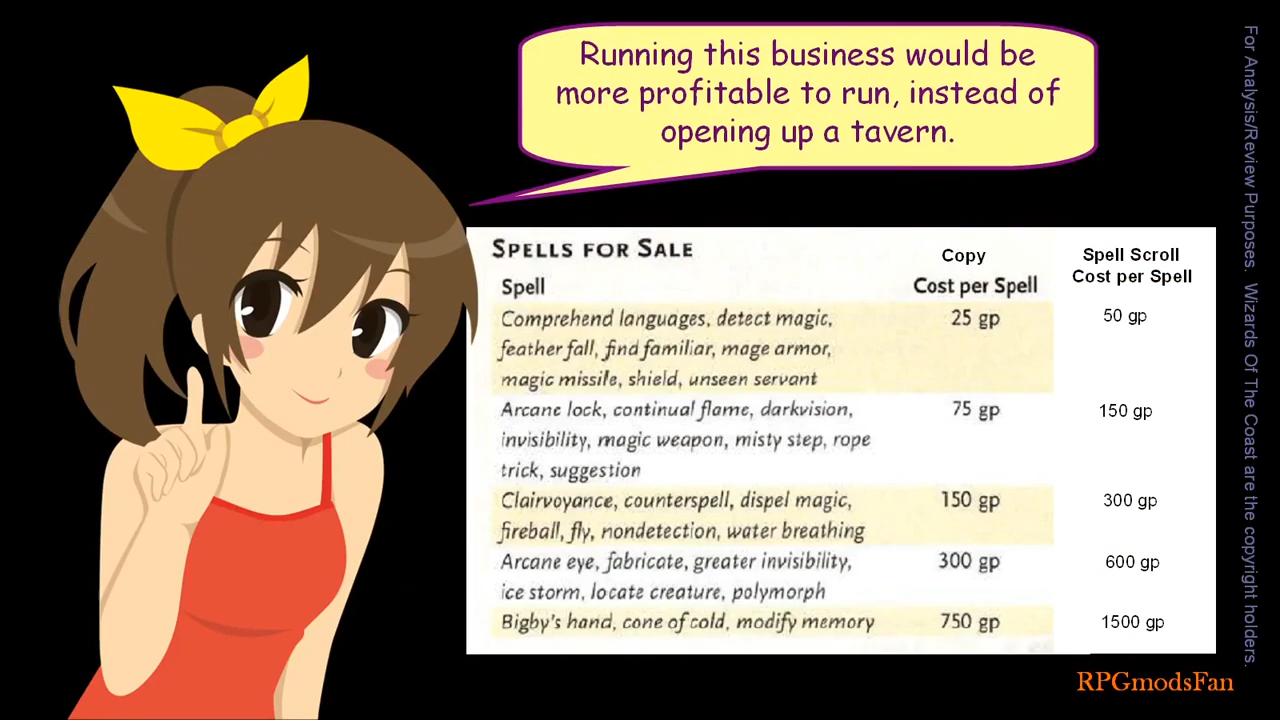 Running this business would be
more profitable to run, instead of
opening up a tavern.
SPELLS FOR SALE
Copy
Spell Scroll
Spell
Cost per Spell
Cost per Spell
Comprehend languages, detect magic,
25 gp
50 gp
feather fall, find familiar, mage armor,
magic missile, shield, unseen servant
Arcane lock, continual flame, darkvision,
75 gp
150 gp
invisibility, magic weapon, misty step, rope
trick, suggestion
Clairvoyance, counterspell, dispel magic,
150 gp
300 gp
fireball, fly, nondetection, water breathing
Arcane eye, fabricate, greater invisibility,
300 gp
600 gp
ice storm, locate creature, polymorph
Bigby's hand, cone of cold, modify memory
750 gp
1500 gp
RPGmodsFan
For Analysis/Review Purposes. Wizards Of The Coast are the copyright holders.